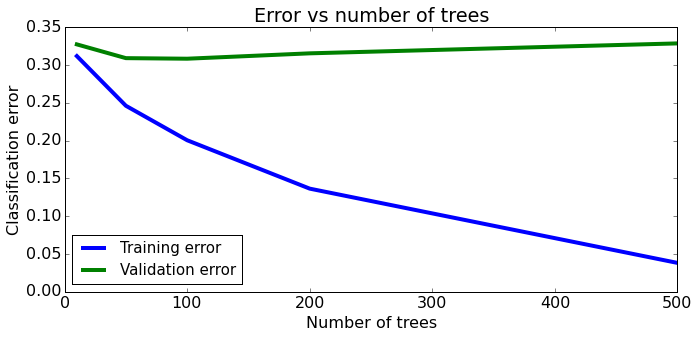 Error vs number of trees
0.35
0.30
0.25
0.20
0.15
0.10
0.05
0.00
Classification error
Training error
Validation error
0 100 200 300 400 500
Number of trees